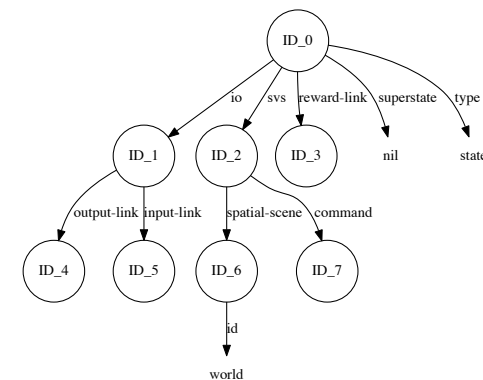 ID_0
io
svs
reward-link
superstate
type
ID_1
ID_2
ID_3
nil
state
output-link
input-link
spatial-scene
command
ID_4
ID_5
ID_6
ID_7
id
world